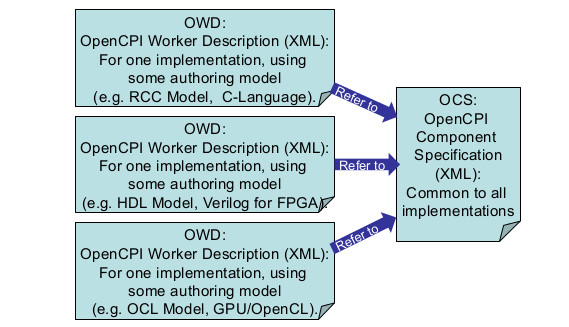 OWD:
OpenCPI Worker Description (XML):
For one implementation, using
some authoring model
(e.g. RCC Model,  C-Language).
Refer to
OWD:
OpenCPI Worker Description (XML):
For one implementation, using
some authoring model
(e.g. HDL Model, Verilog for FPGA).
Refer to
OWD:
OpenCPI Worker Description (XML):
For one implementation, using
some authoring model
(e.g. OCL Model, GPU/OpenCL).
Refer to
OCS:
OpenCPI
Component
Specification
(XML):
Common to all
implementations